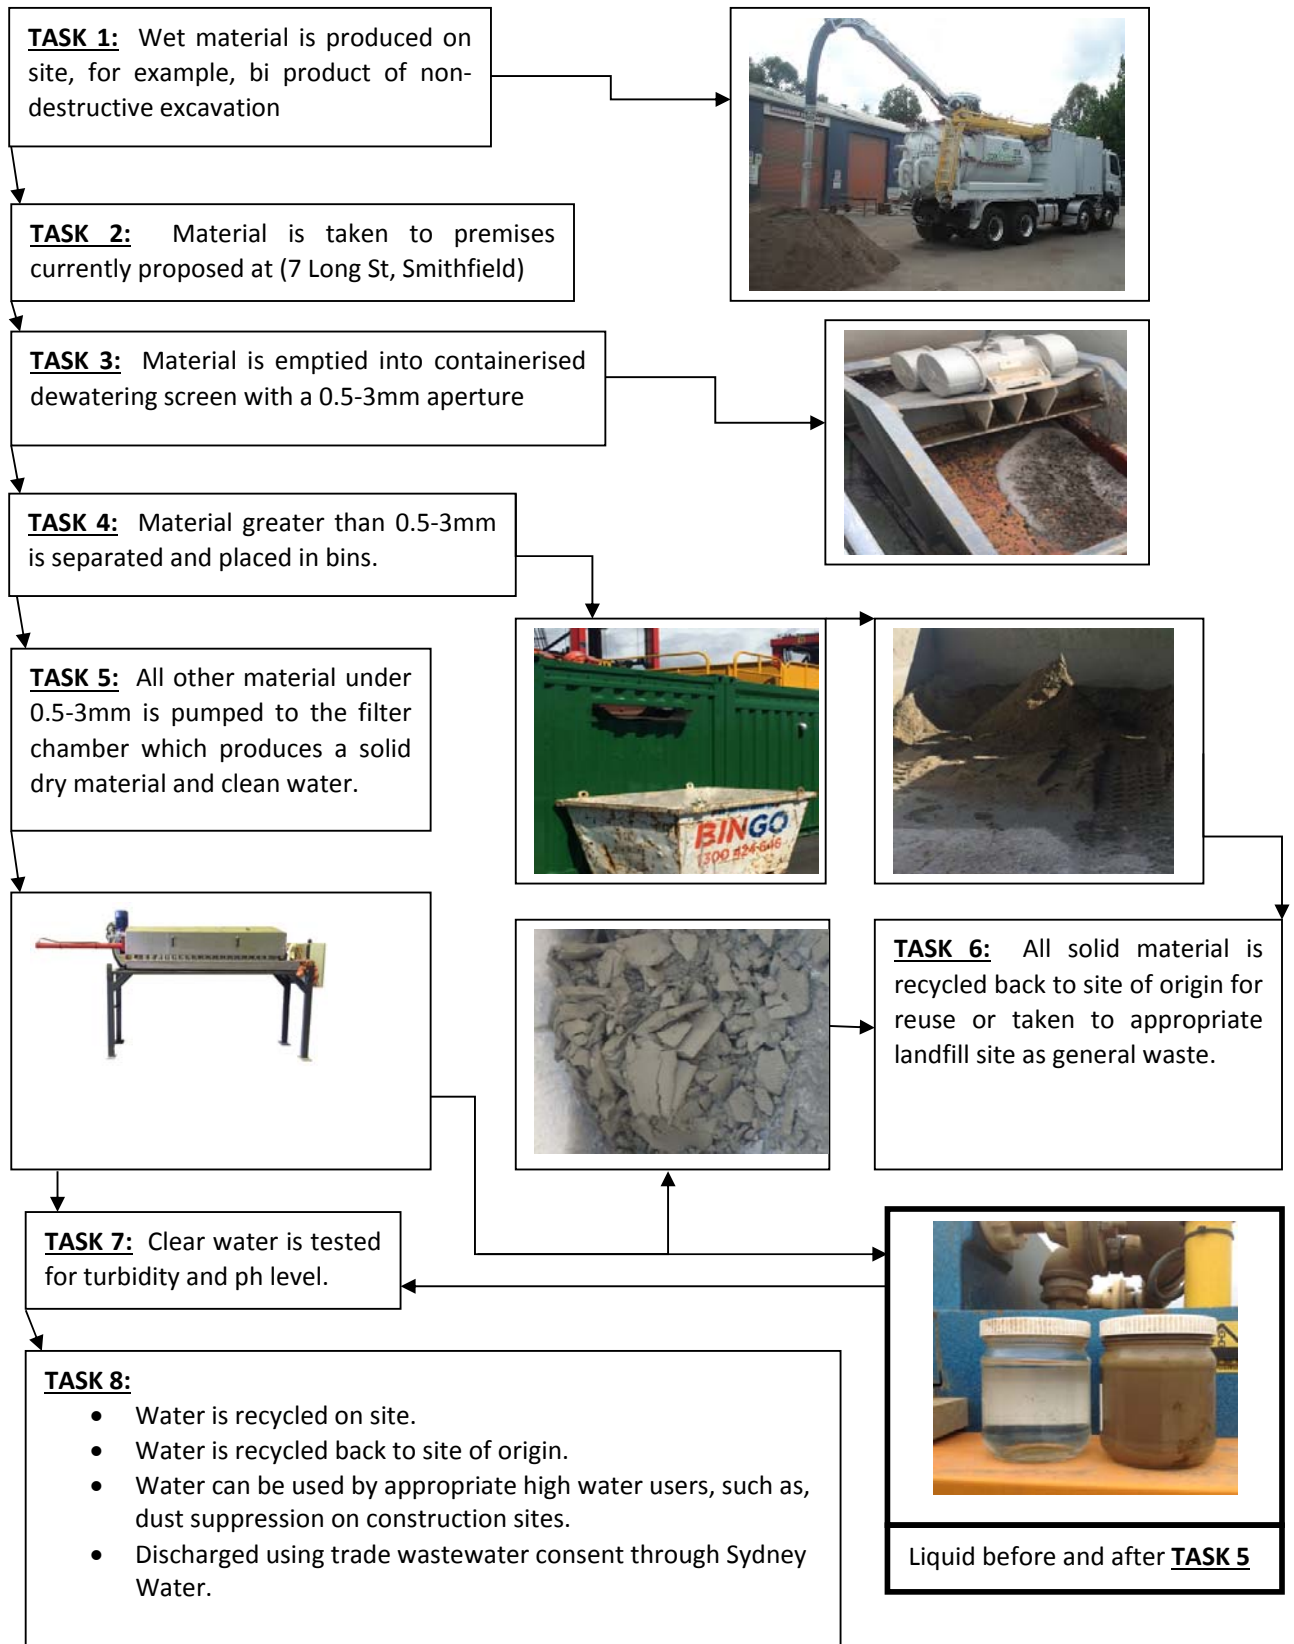 TASK 1: Wet material is produced on
site, for example, bi product of non-
destructive excavation
TASK 2: Material is taken to premises
currently proposed at (7 Long St, Smithfield)
TASK 3: Material is emptied into containerised
dewatering screen with a 0.5-3mm aperture
TASK 4: Material greater than 0.5-3mm
is separated and placed in bins.
TASK 5: All other material under
0.5-3mm is pumped to the filter
chamber which produces a solid
dry material and clean water.
BINGO
1300 424 646
TASK 6: All solid material is
recycled back to site of origin for
reuse or taken to appropriate
landfill site as general waste.
TASK 7: Clear water is tested
for turbidity and ph level.
TASK 8:
• Water is recycled on site.
• Water is recycled back to site of origin.
• Water can be used by appropriate high water users, such as,
dust suppression on construction sites.
• Discharged using trade wastewater consent through Sydney
Water.
Liquid before and after TASK 5